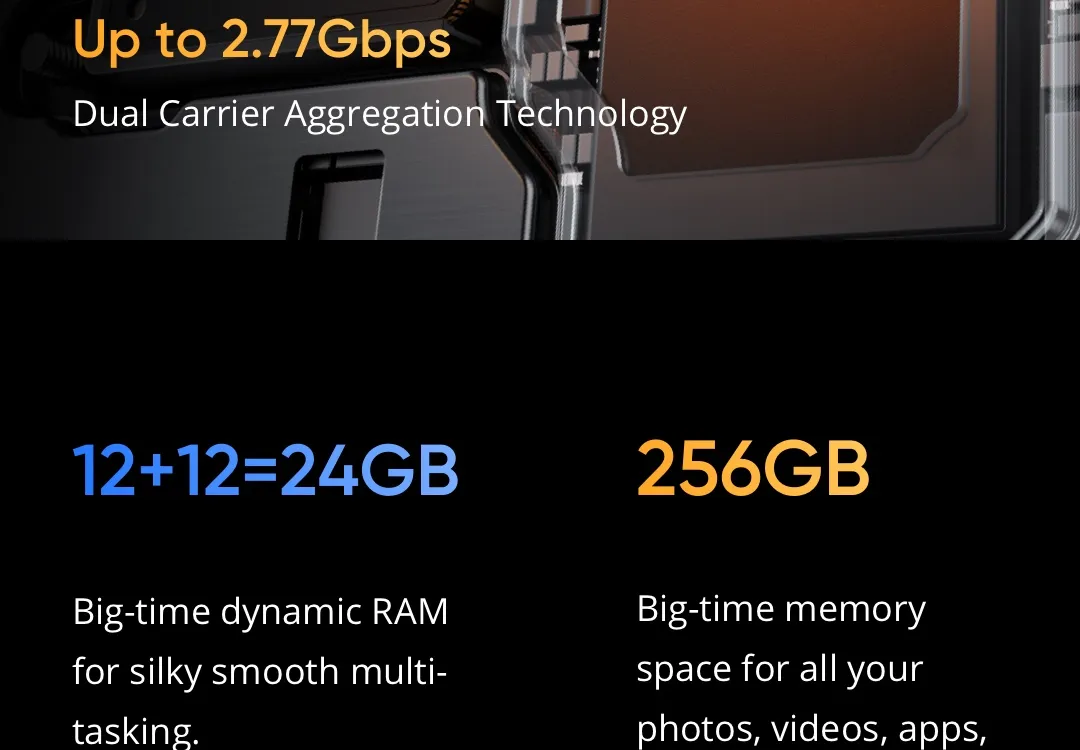 Up to 2.77Gbps
Dual Carrier Aggregation Technology
12+12=24GB
Big-time dynamic RAM
for silky smooth multi-
tasking.
256GB
Big-time memory
space for all your
photos, videos, apps,